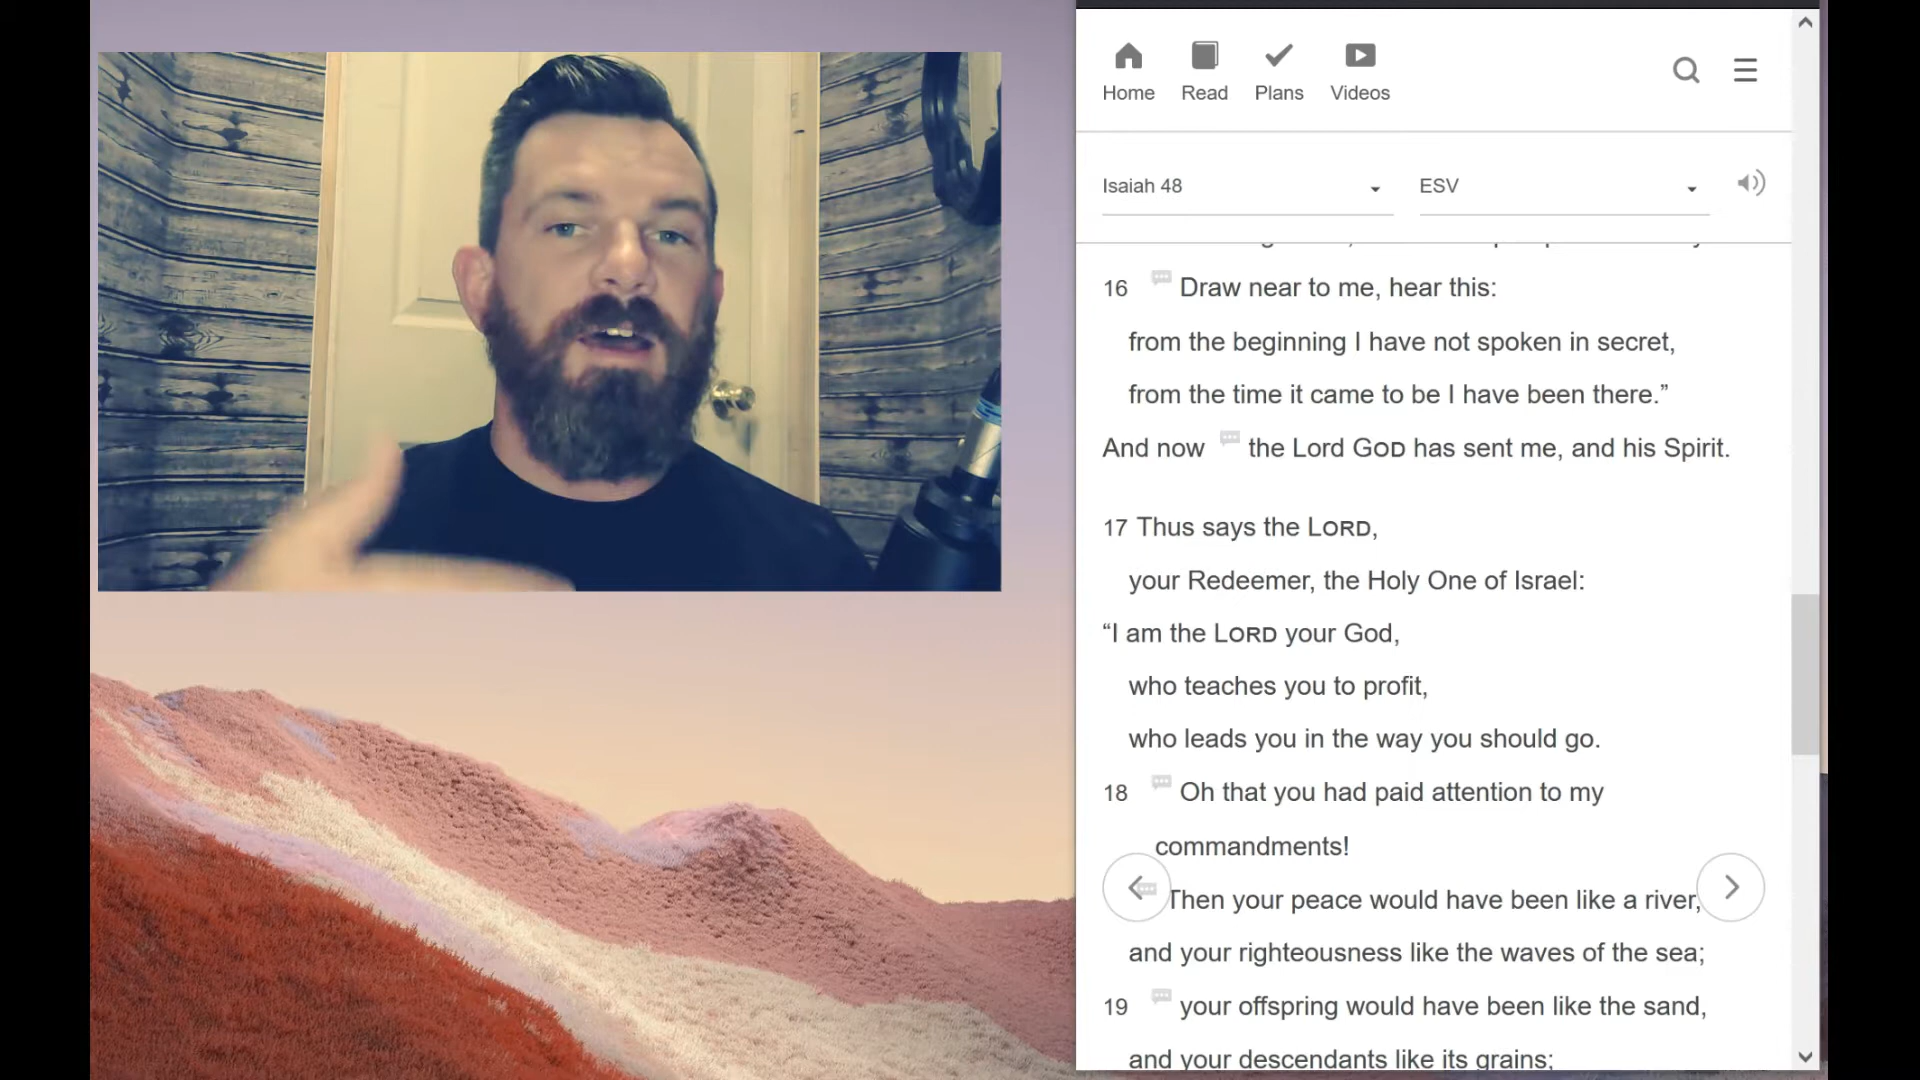 Home Read Plans Videos
Isaiah 48 ESV
16 Draw near to me, hear this:
from the beginning I have not spoken in secret,
from the time it came to be I have been there.”
And now the Lord GOD has sent me, and his Spirit.
17 Thus says the LORD,
your Redeemer, the Holy One of Israel:
“I am the LORD your God,
who teaches you to profit,
who leads you in the way you should go.
18 Oh that you had paid attention to my
commandments!
Then your peace would have been like a river,
and your righteousness like the waves of the sea;
19 your offspring would have been like the sand,
and your descendants like its grains;